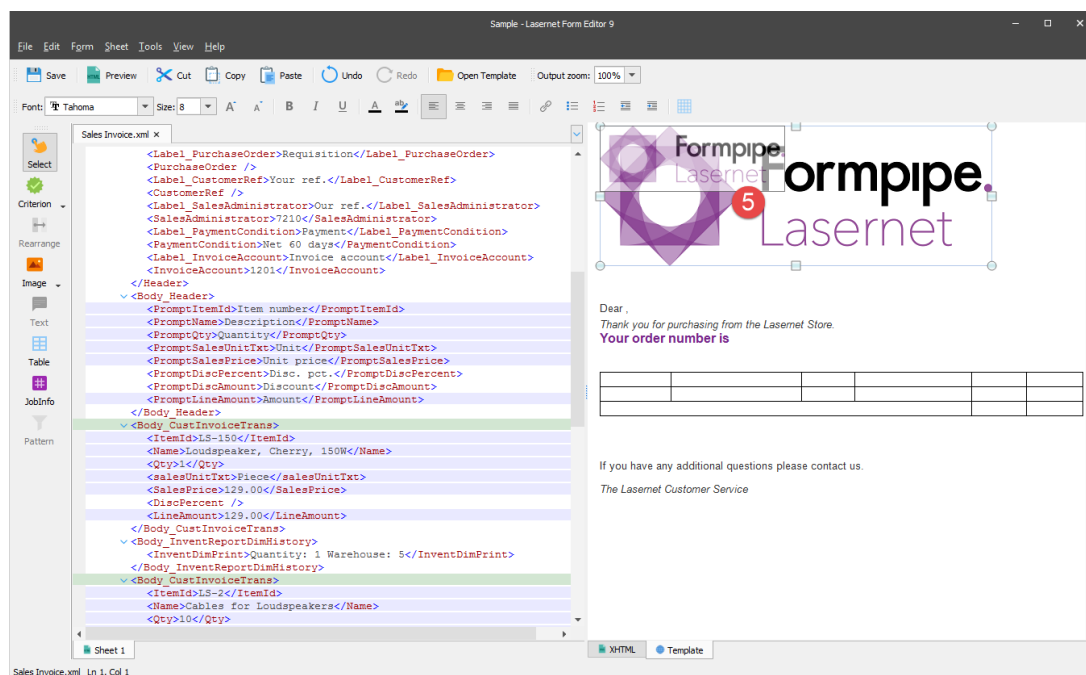 Sample - Lasernet Form Editor 9
File Edit Form Sheet Tools View Help
Save Preview Cut Copy Paste Undo Redo Open Template Output zoom: 100%
Font: Tahoma Size: 8 A A B I U A ab
Sales Invoice.xml ×
Select
Criterion
Rearrange
Image
Text
Table
JobInfo
Pattern
<Label_PurchaseOrder>Requisition</Label_PurchaseOrder>
<PurchaseOrder />
<Label_CustomerRef>Your ref.</Label_CustomerRef>
<CustomerRef />
<Label_SalesAdministrator>Our ref.</Label_SalesAdministrator>
<SalesAdministrator>7210</SalesAdministrator>
<Label_PaymentCondition>Payment</Label_PaymentCondition>
<PaymentCondition>Net 60 days</PaymentCondition>
<Label_InvoiceAccount>Invoice account</Label_InvoiceAccount>
<InvoiceAccount>1201</InvoiceAccount>
</Header>
<Body_Header>
<PromptItemId>Item number</PromptItemId>
<PromptName>Description</PromptName>
<PromptQty>Quantity</PromptQty>
<PromptSalesUnitTxt>Unit</PromptSalesUnitTxt>
<PromptSalesPrice>Unit price</PromptSalesPrice>
<PromptDiscPercent>Disc. pct.</PromptDiscPercent>
<PromptDiscAmount>Discount</PromptDiscAmount>
<PromptLineAmount>Amount</PromptLineAmount>
</Body_Header>
<Body_CustInvoiceTrans>
<ItemId>LS-150</ItemId>
<Name>Loudspeaker, Cherry, 150W</Name>
<Qty>1</Qty>
<salesUnitTxt>Piece</salesUnitTxt>
<SalesPrice>129.00</SalesPrice>
<DiscPercent />
<LineAmount>129.00</LineAmount>
</Body_CustInvoiceTrans>
<Body_InventReportDimHistory>
<InventDimPrint>Quantity: 1 Warehouse: 5</InventDimPrint>
</Body_InventReportDimHistory>
<Body_CustInvoiceTrans>
<ItemId>LS-2</ItemId>
<Name>Cables for Loudspeakers</Name>
<Qty>10</Qty>
Sheet 1
Formpipe.
Lasernet
5
Formpipe.
Lasernet
Dear ,
Thank you for purchasing from the Lasernet Store.
Your order number is
If you have any additional questions please contact us.
The Lasernet Customer Service
XHTML Template
Sales Invoice.xml Ln 1, Col 1